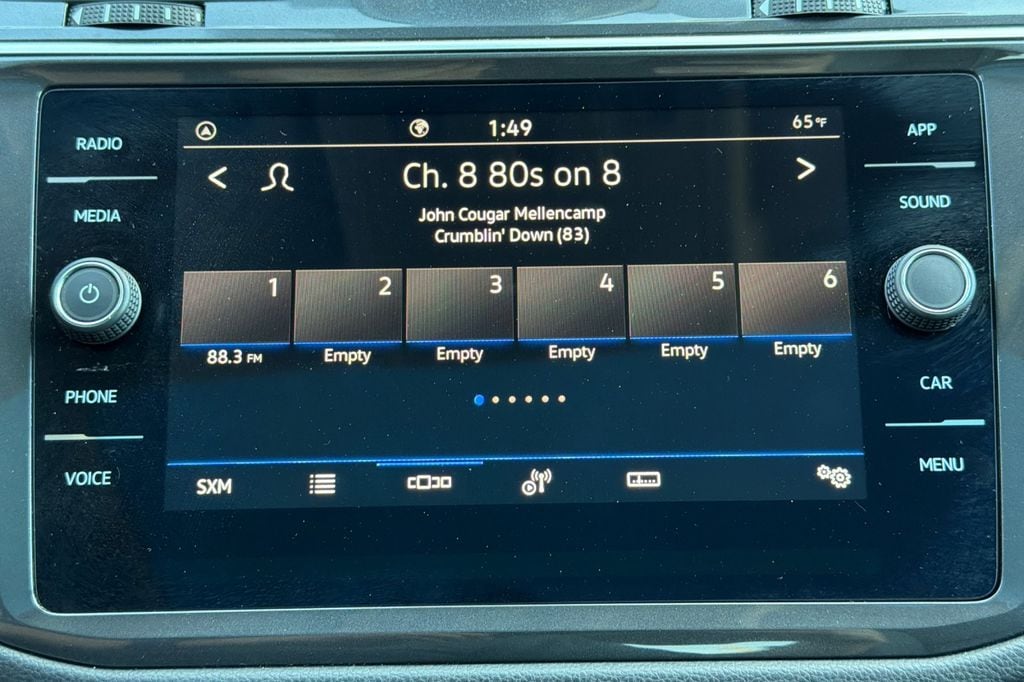 1:49
65°F
RADIO
APP
Ch. 8 80s on 8
MEDIA
SOUND
John Cougar Mellencamp
Crumblin' Down (83)
1 2 3 4 5 6
88.3 FM Empty Empty Empty Empty Empty
PHONE
CAR
VOICE
MENU
SXM